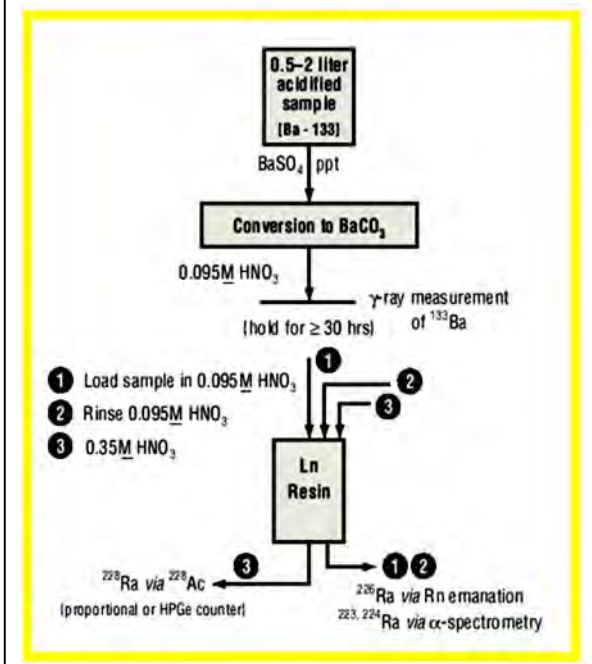 0.5–2 liter
acidified
sample
[Ba - 133]
BaSO₄ ppt
Conversion to BaCO₃
0.095M HNO₃
γ-ray measurement
of ¹³³Ba
(hold for ≥ 30 hrs)
1
1 Load sample in 0.095M HNO₃
2
2 Rinse 0.095M HNO₃
3
3 0.35M HNO₃
Ln
Resin
3
1 2
²²⁸Ra via ²²⁸Ac
(proportional or HPGe counter)
²²⁶Ra via Rn emanation
²²³, ²²⁴Ra via α-spectrometry